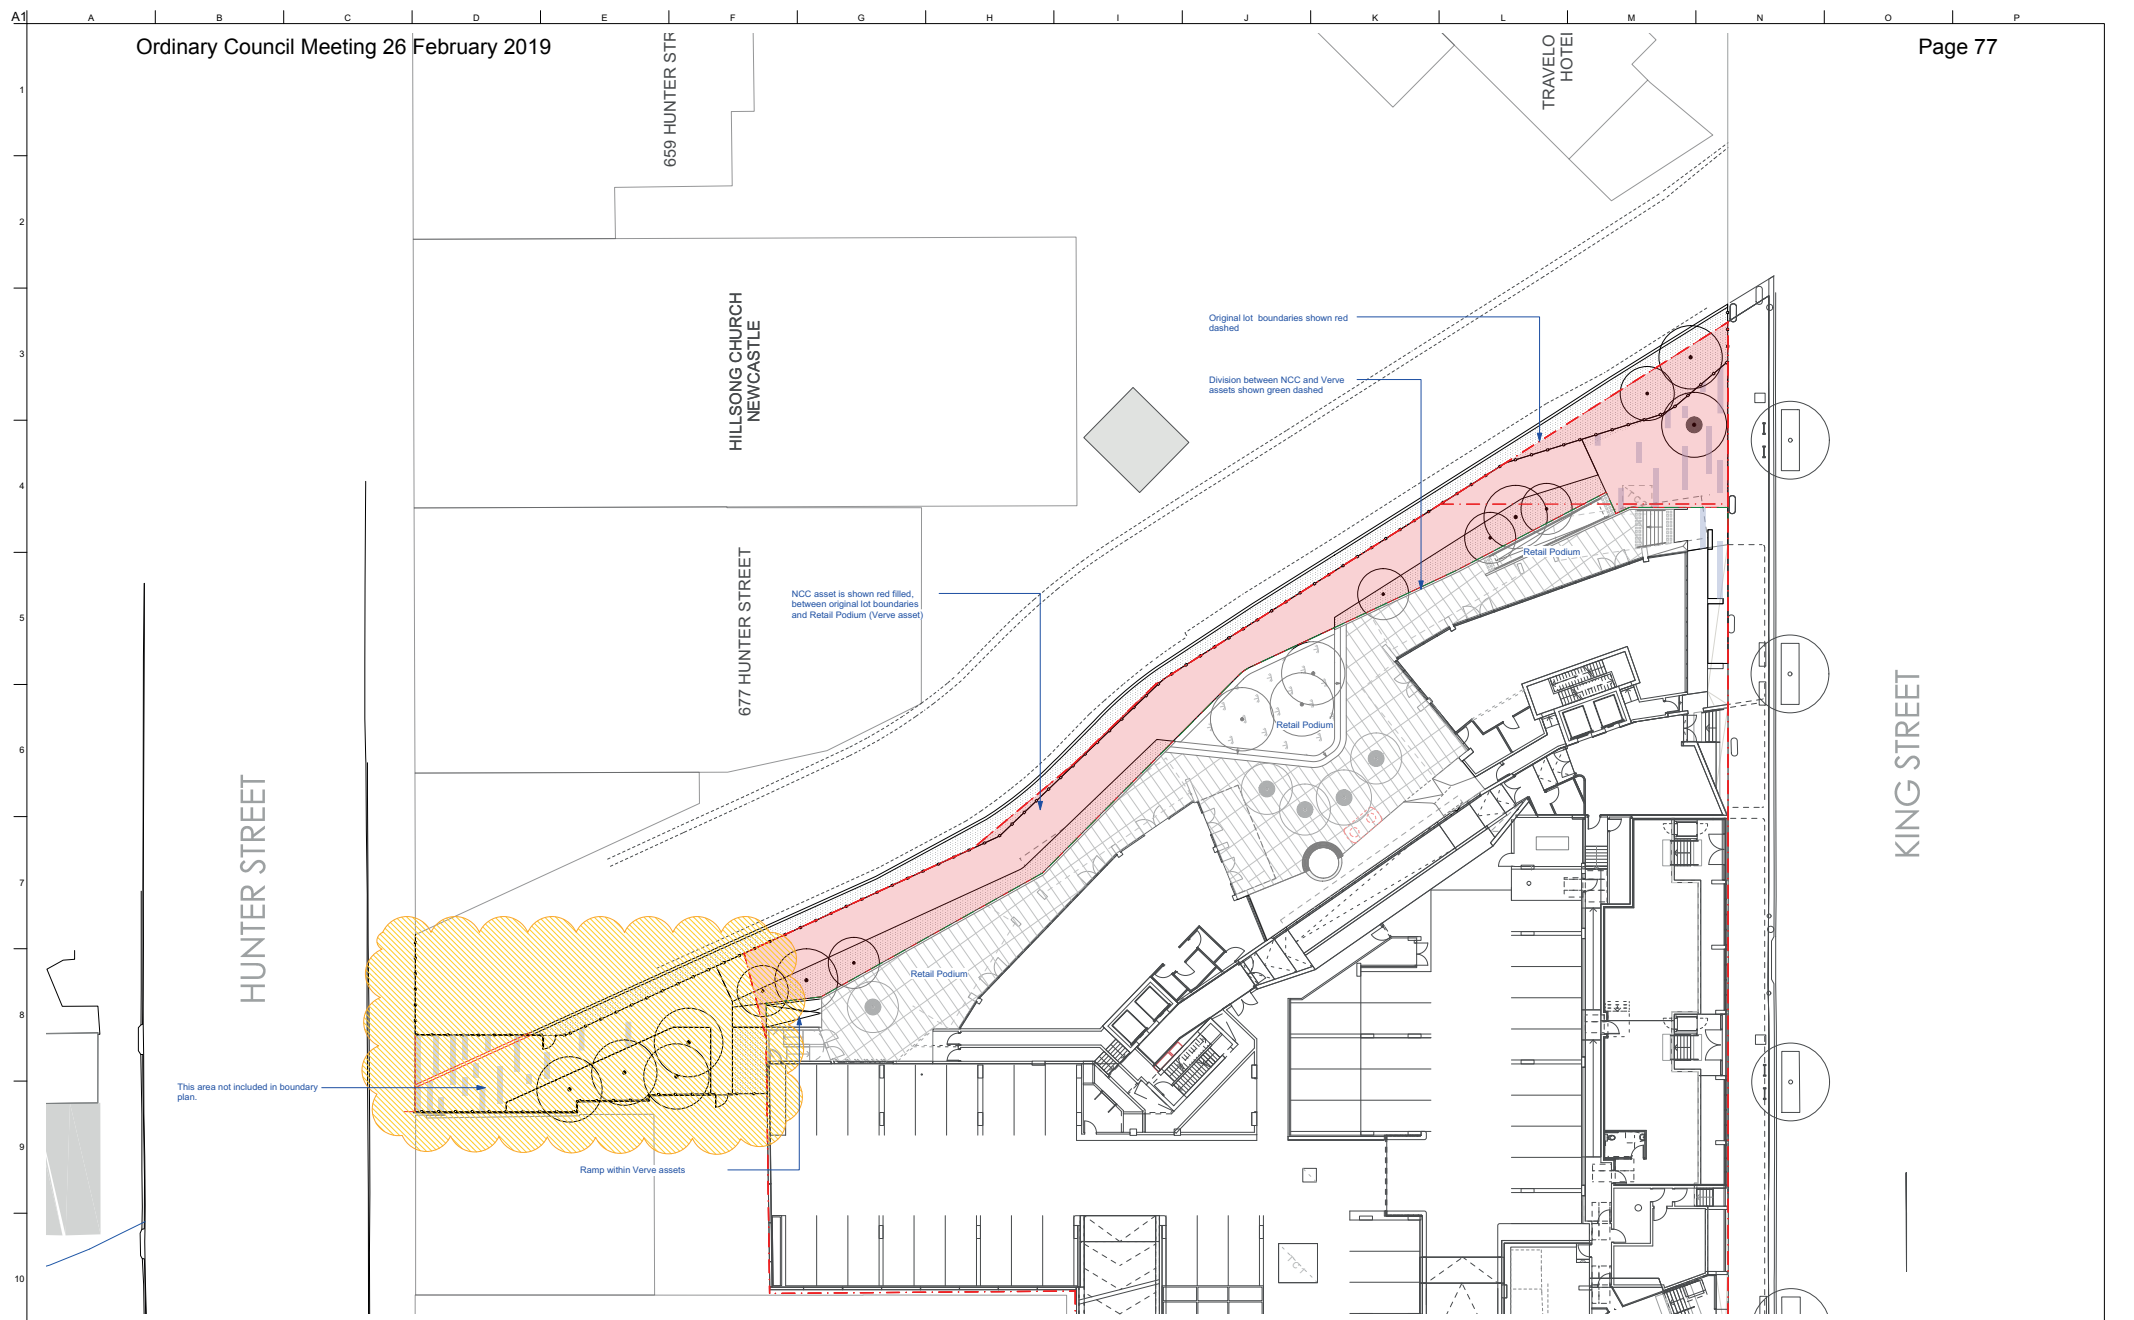 A1
A B C D E F G H I J K L M N O P
Ordinary Council Meeting 26 February 2019
Page 77
1
2
3
4
5
6
7
8
9
10
659 HUNTER STR
TRAVELO
HOTEL
HILLSONG CHURCH
NEWCASTLE
Original lot boundaries shown red
dashed
Division between NCC and Verve
assets shown green dashed
677 HUNTER STREET
NCC asset is shown red filled,
between original lot boundaries
and Retail Podium (Verve asset)
Retail Podium
Retail Podium
Retail Podium
HUNTER STREET
KING STREET
This area not included in boundary
plan.
Ramp within Verve assets